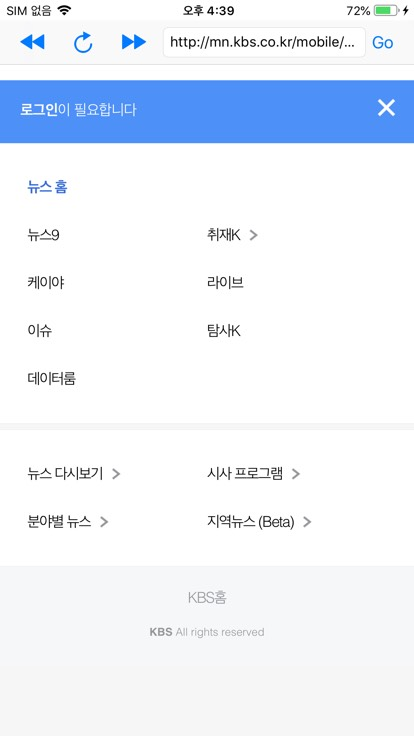 SIM 없음 오후 4:39 72%
http://mn.kbs.co.kr/mobile/... Go
로그인이 필요합니다
뉴스 홈
뉴스9 취재K
케이야 라이브
이슈 탐사K
데이터룸
뉴스 다시보기 시사 프로그램
분야별 뉴스 지역뉴스 (Beta)
KBS홈
KBS All rights reserved